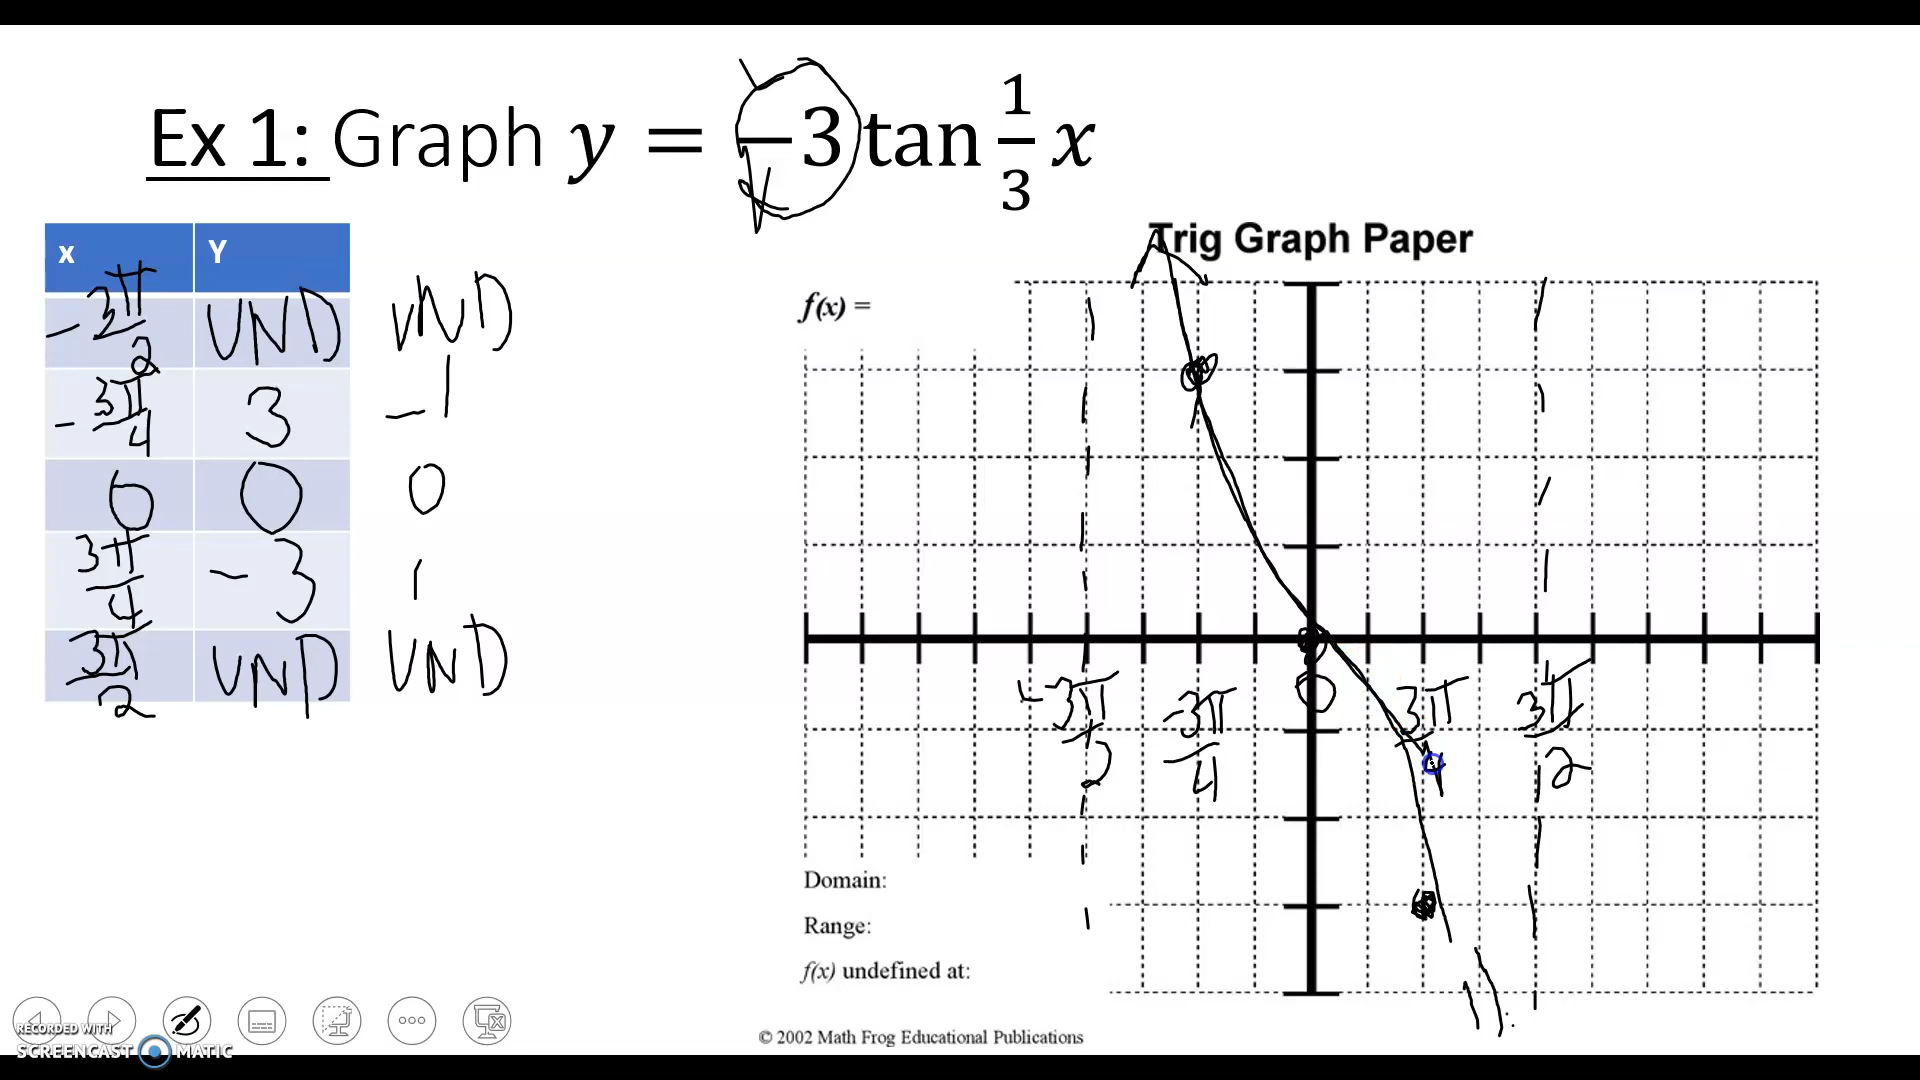 Ex 1: Graph y = −3 tan 1/3 x
x Y
-3π/2 UND UND
-3π/4 3 -1
0 0 0
3π/4 -3 1
3π/2 UND UND
Trig Graph Paper
f(x) =
-3π/2 -3π/4 0 3π/4 3π/2
Domain:
Range:
f(x) undefined at:
© 2002 Math Frog Educational Publications
RECORDED WITH
SCREENCAST MATIC